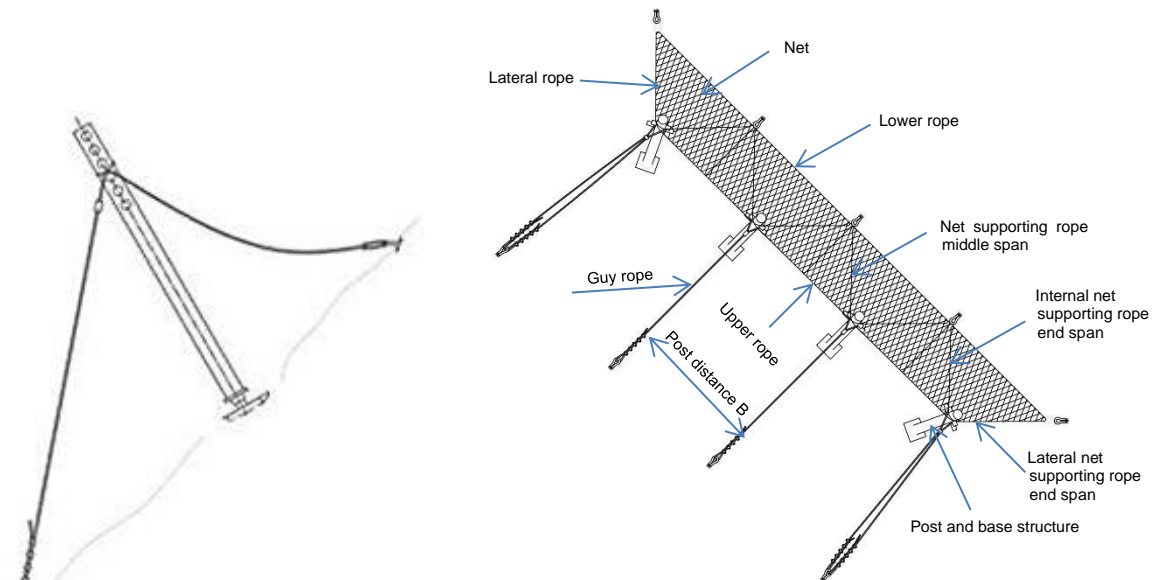 Net
Lateral rope
Lower rope
Net supporting rope
middle span
Guy rope
Internal net
supporting rope
end span
Upper rope
Post distance B
Lateral net
supporting rope
end span
Post and base structure